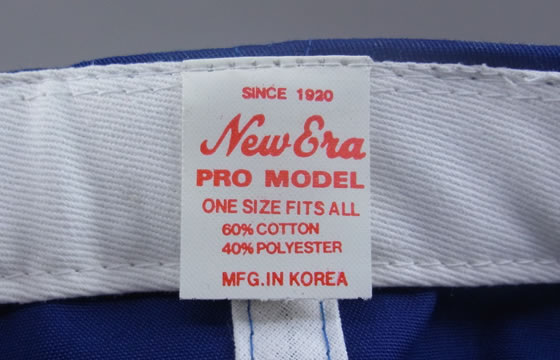 SINCE 1920
New Era
PRO MODEL
ONE SIZE FITS ALL
60% COTTON
40% POLYESTER
MFG.IN KOREA